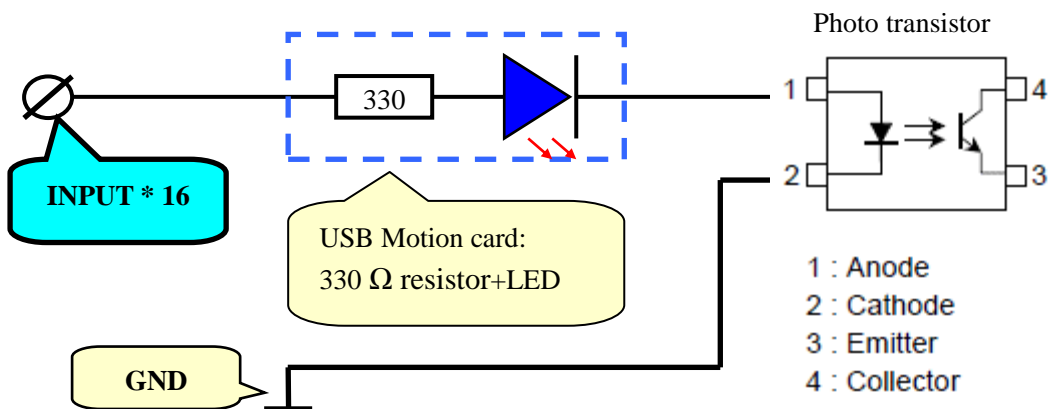 Photo transistor
330
1
4
2
3
INPUT * 16
USB Motion card:
330 Ω resistor+LED
GND
1 : Anode
2 : Cathode
3 : Emitter
4 : Collector